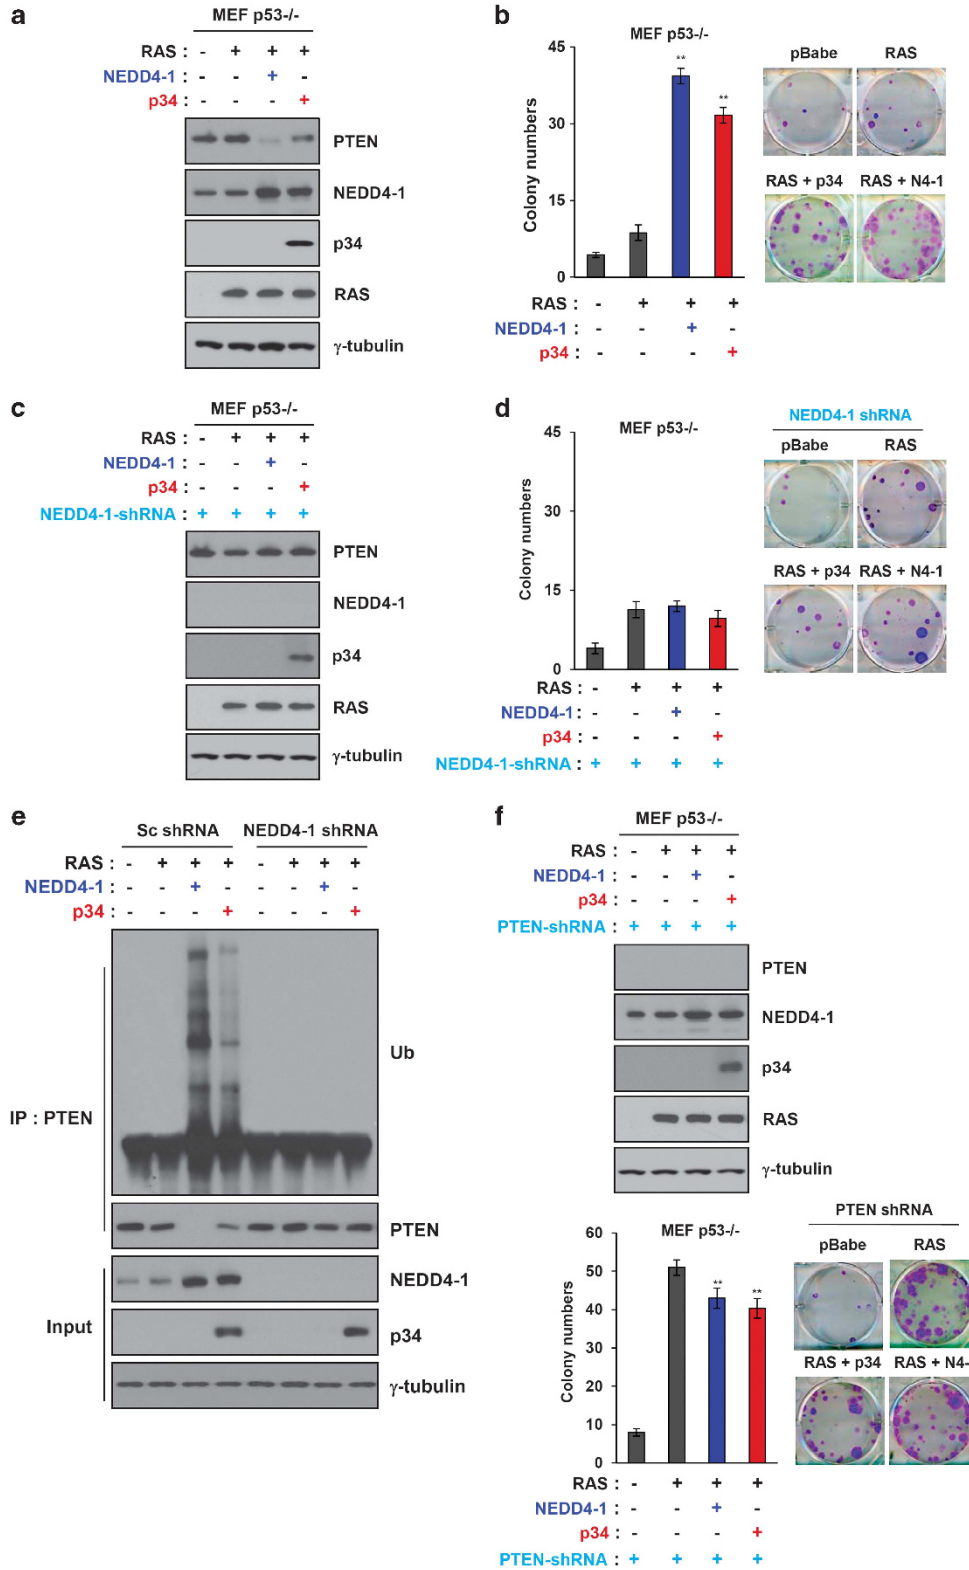 a
MEF p53-/-
RAS : - + + +
NEDD4-1 : - - + -
p34 : - - - +
PTEN
NEDD4-1
p34
RAS
γ-tubulin
b
MEF p53-/-
Colony numbers
45
30
15
0
**
**
RAS : - + + +
NEDD4-1 : - - + -
p34 : - - - +
pBabe RAS
RAS + p34 RAS + N4-1
c
MEF p53-/-
RAS : - + + +
NEDD4-1 : - - + -
p34 : - - - +
NEDD4-1-shRNA : + + + +
PTEN
NEDD4-1
p34
RAS
γ-tubulin
d
MEF p53-/-
Colony numbers
45
30
15
0
RAS : - + + +
NEDD4-1 : - - + -
p34 : - - - +
NEDD4-1-shRNA : + + + +
NEDD4-1 shRNA
pBabe RAS
RAS + p34 RAS + N4-1
e
Sc shRNA NEDD4-1 shRNA
RAS : - + + + - + + +
NEDD4-1 : - - + - - - + -
p34 : - - - + - - - +
IP : PTEN
Ub
PTEN
Input
NEDD4-1
p34
γ-tubulin
f
MEF p53-/-
RAS : - + + +
NEDD4-1 : - - + -
p34 : - - - +
PTEN-shRNA : + + + +
PTEN
NEDD4-1
p34
RAS
γ-tubulin
MEF p53-/-
Colony numbers
60
50
40
30
20
10
0
**
**
RAS : - + + +
NEDD4-1 : - - + -
p34 : - - - +
PTEN-shRNA : + + + +
PTEN shRNA
pBabe RAS
RAS + p34 RAS + N4-